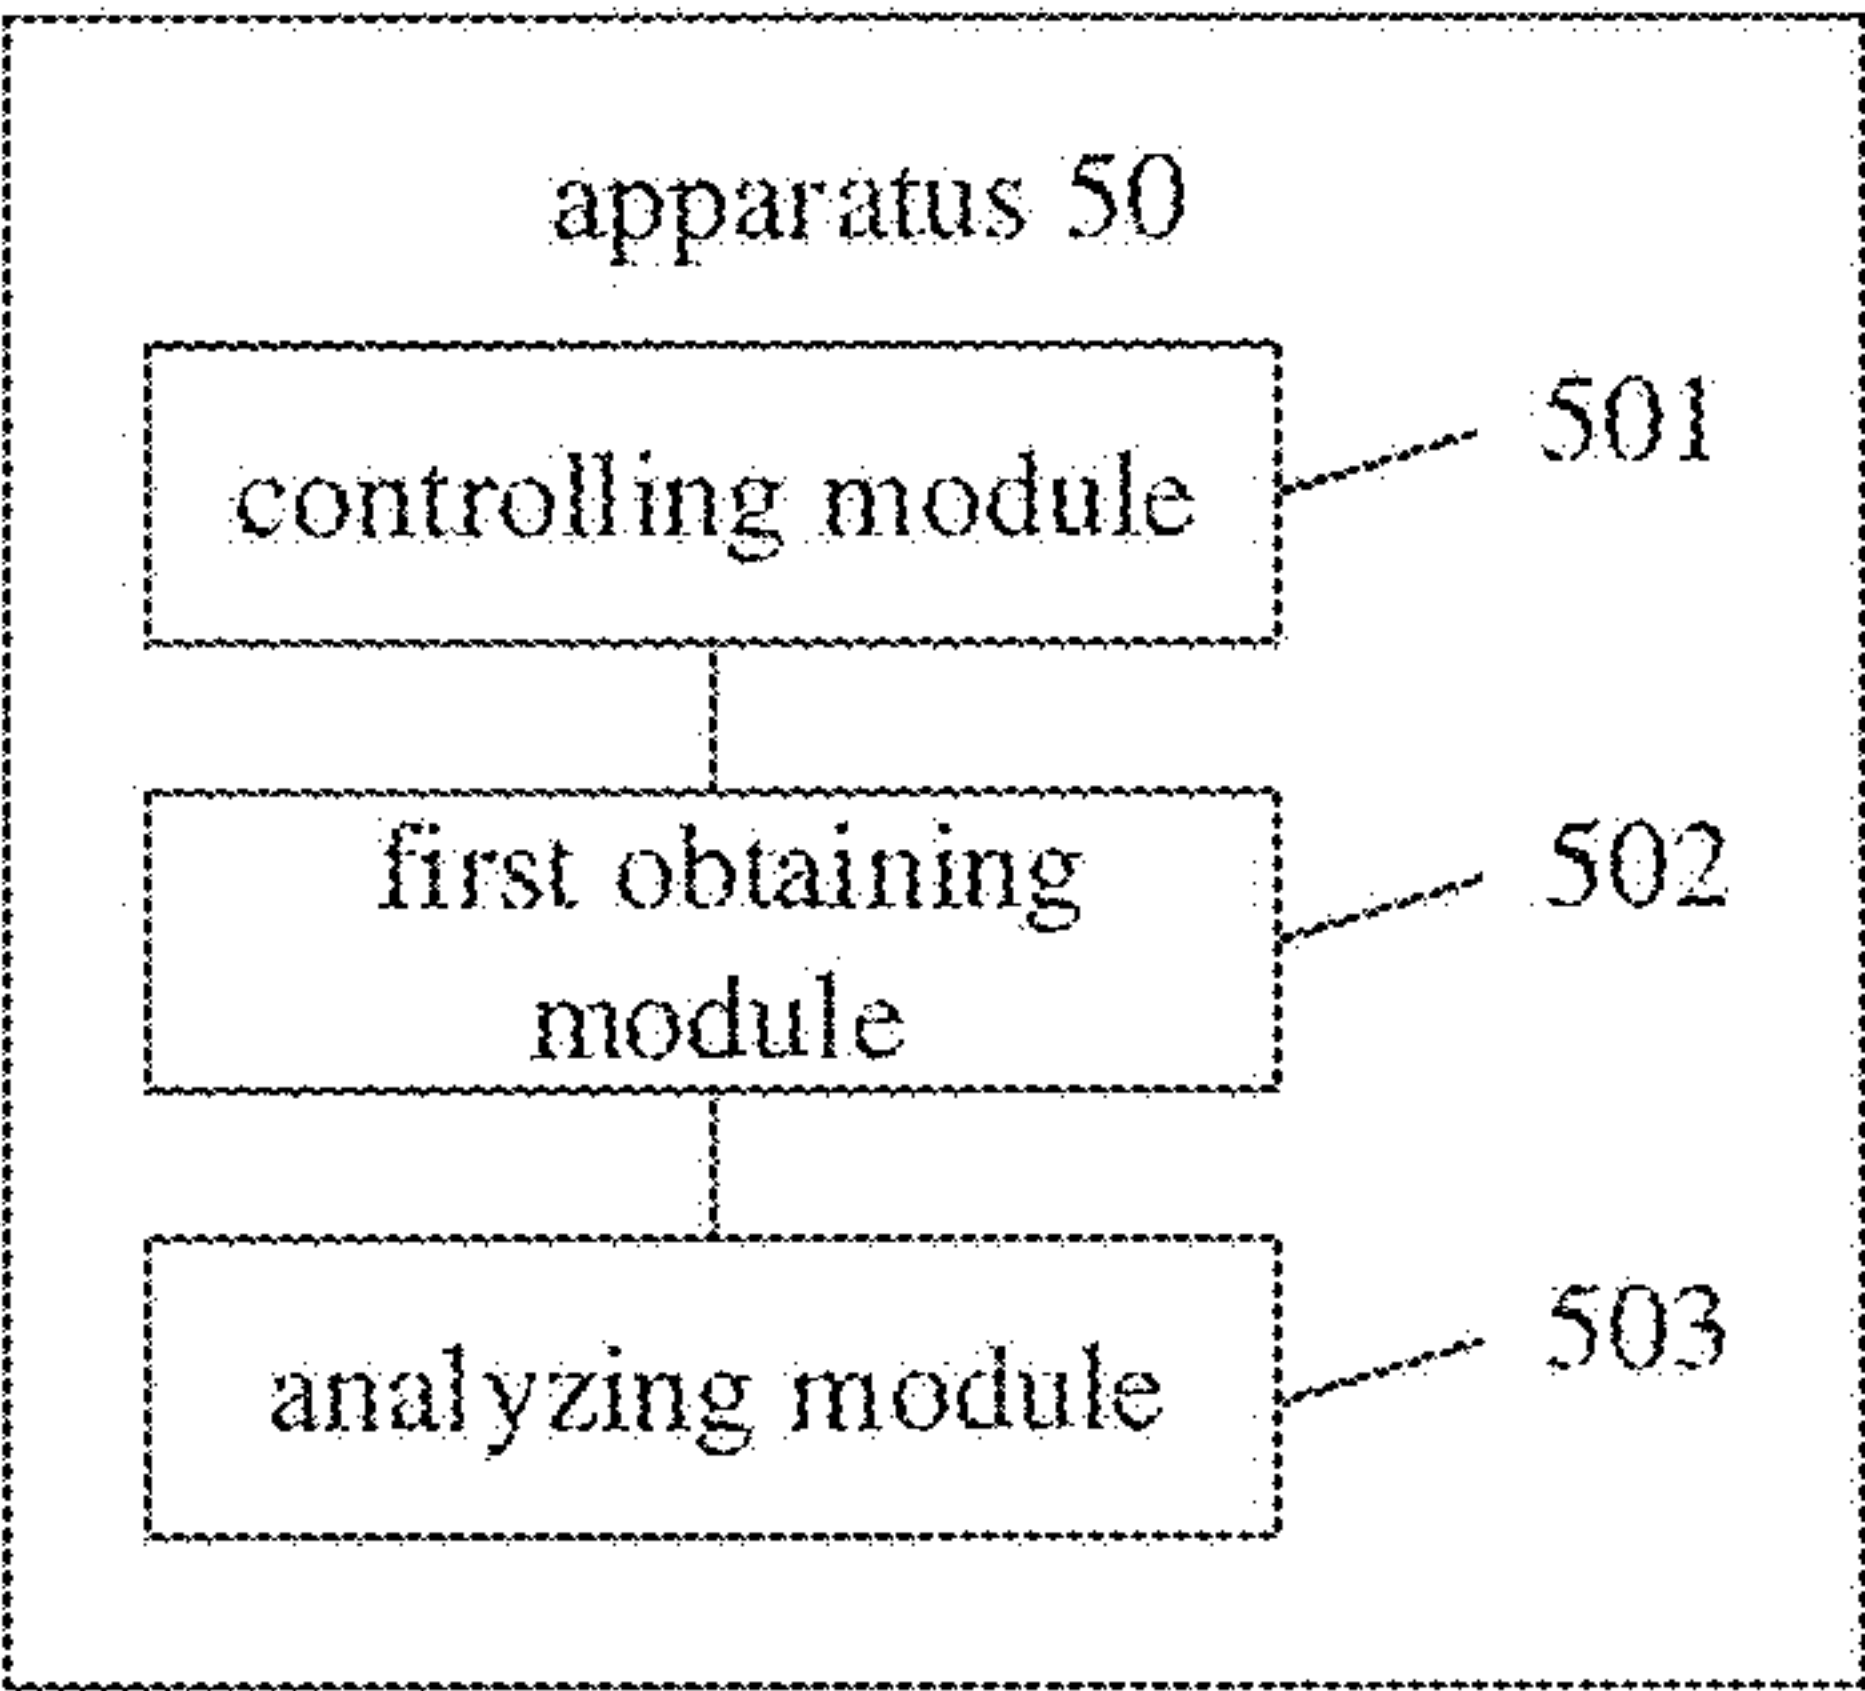 apparatus 50
controlling module
501
first obtaining
module
502
analyzing module
503